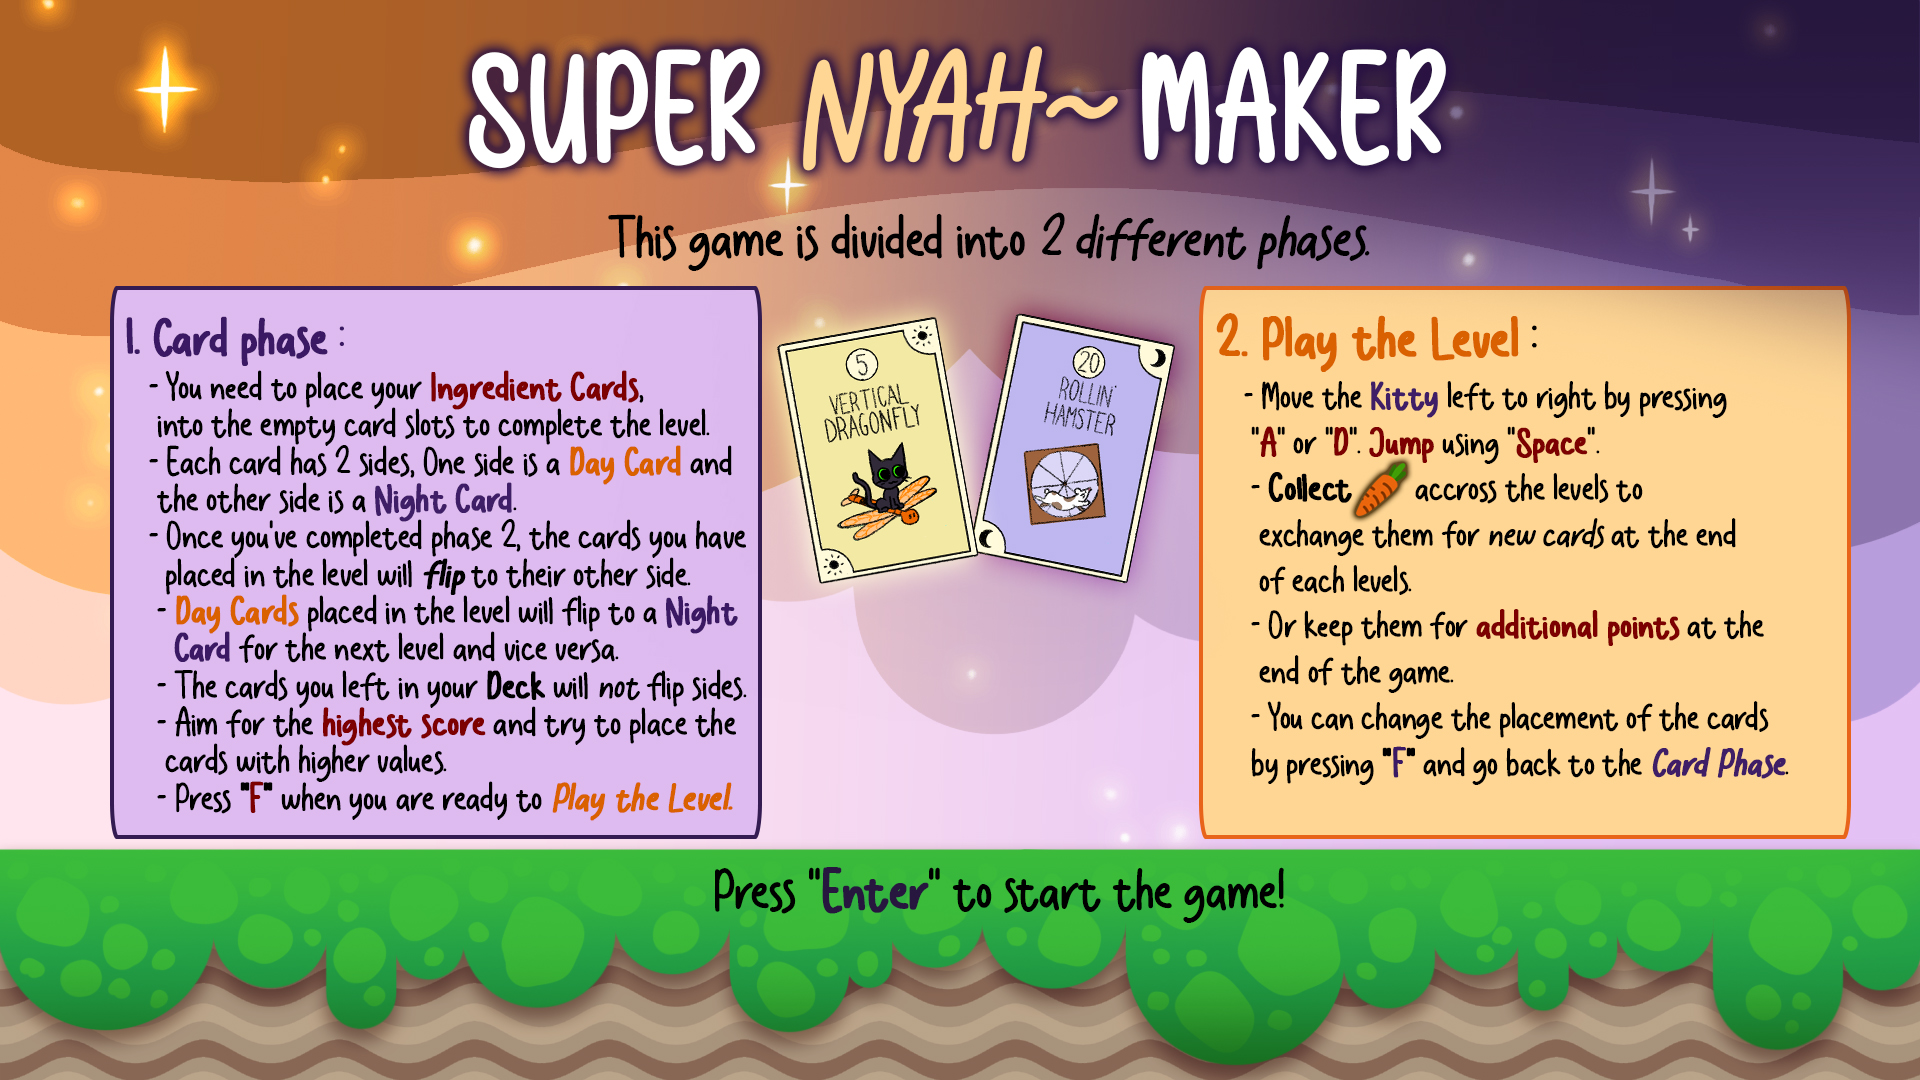 SUPER NYAH~ MAKER
This game is divided into 2 different phases.
1. Card phase :
- You need to place your Ingredient Cards,
into the empty card slots to complete the level.
- Each card has 2 sides, One side is a Day Card and
the other side is a Night Card.
- Once you've completed phase 2, the cards you have
placed in the level will flip to their other side.
- Day Cards placed in the level will flip to a Night
Card for the next level and vice versa.
- The cards you left in your Deck will not flip sides.
- Aim for the highest score and try to place the
cards with higher values.
- Press "F" when you are ready to Play the Level.
5
VERTICAL
DRAGONFLY
20
ROLLIN'
HAMSTER
2. Play the Level :
- Move the Kitty left to right by pressing
"A" or "D". Jump using "Space".
- Collect accross the levels to
exchange them for new cards at the end
of each levels.
- Or keep them for additional points at the
end of the game.
- You can change the placement of the cards
by pressing "F" and go back to the Card Phase.
Press "Enter" to start the game!